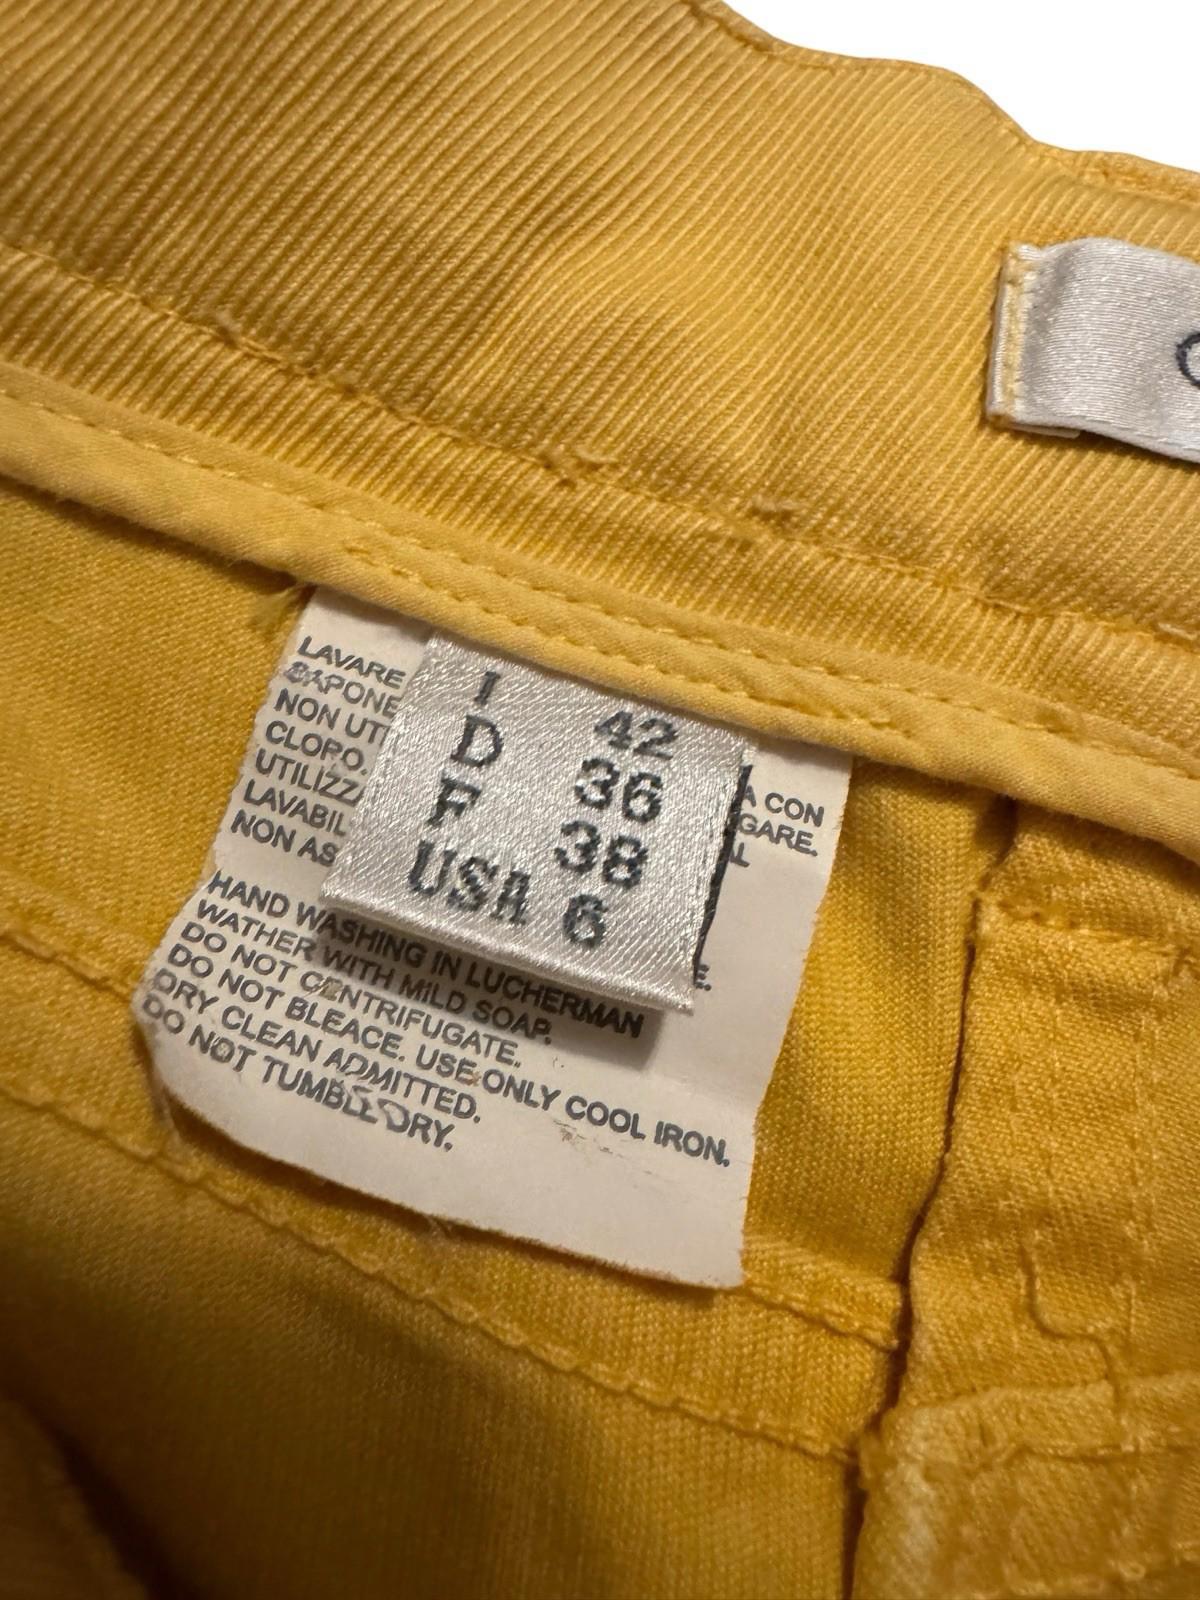 I 42
D 36
F 38
USA 6
LAVARE
SAPONE
NON UT
CLORO.
UTILIZZ
LAVABIL
NON AS
A CON
GARE.
L
E.
HAND WASHING IN LUCHERMAN
WATHER WITH MILD SOAP.
DO NOT CENTRIFUGATE.
DO NOT BLEACE. USE ONLY COOL IRON.
DRY CLEAN ADMITTED.
DO NOT TUMBLE DRY.